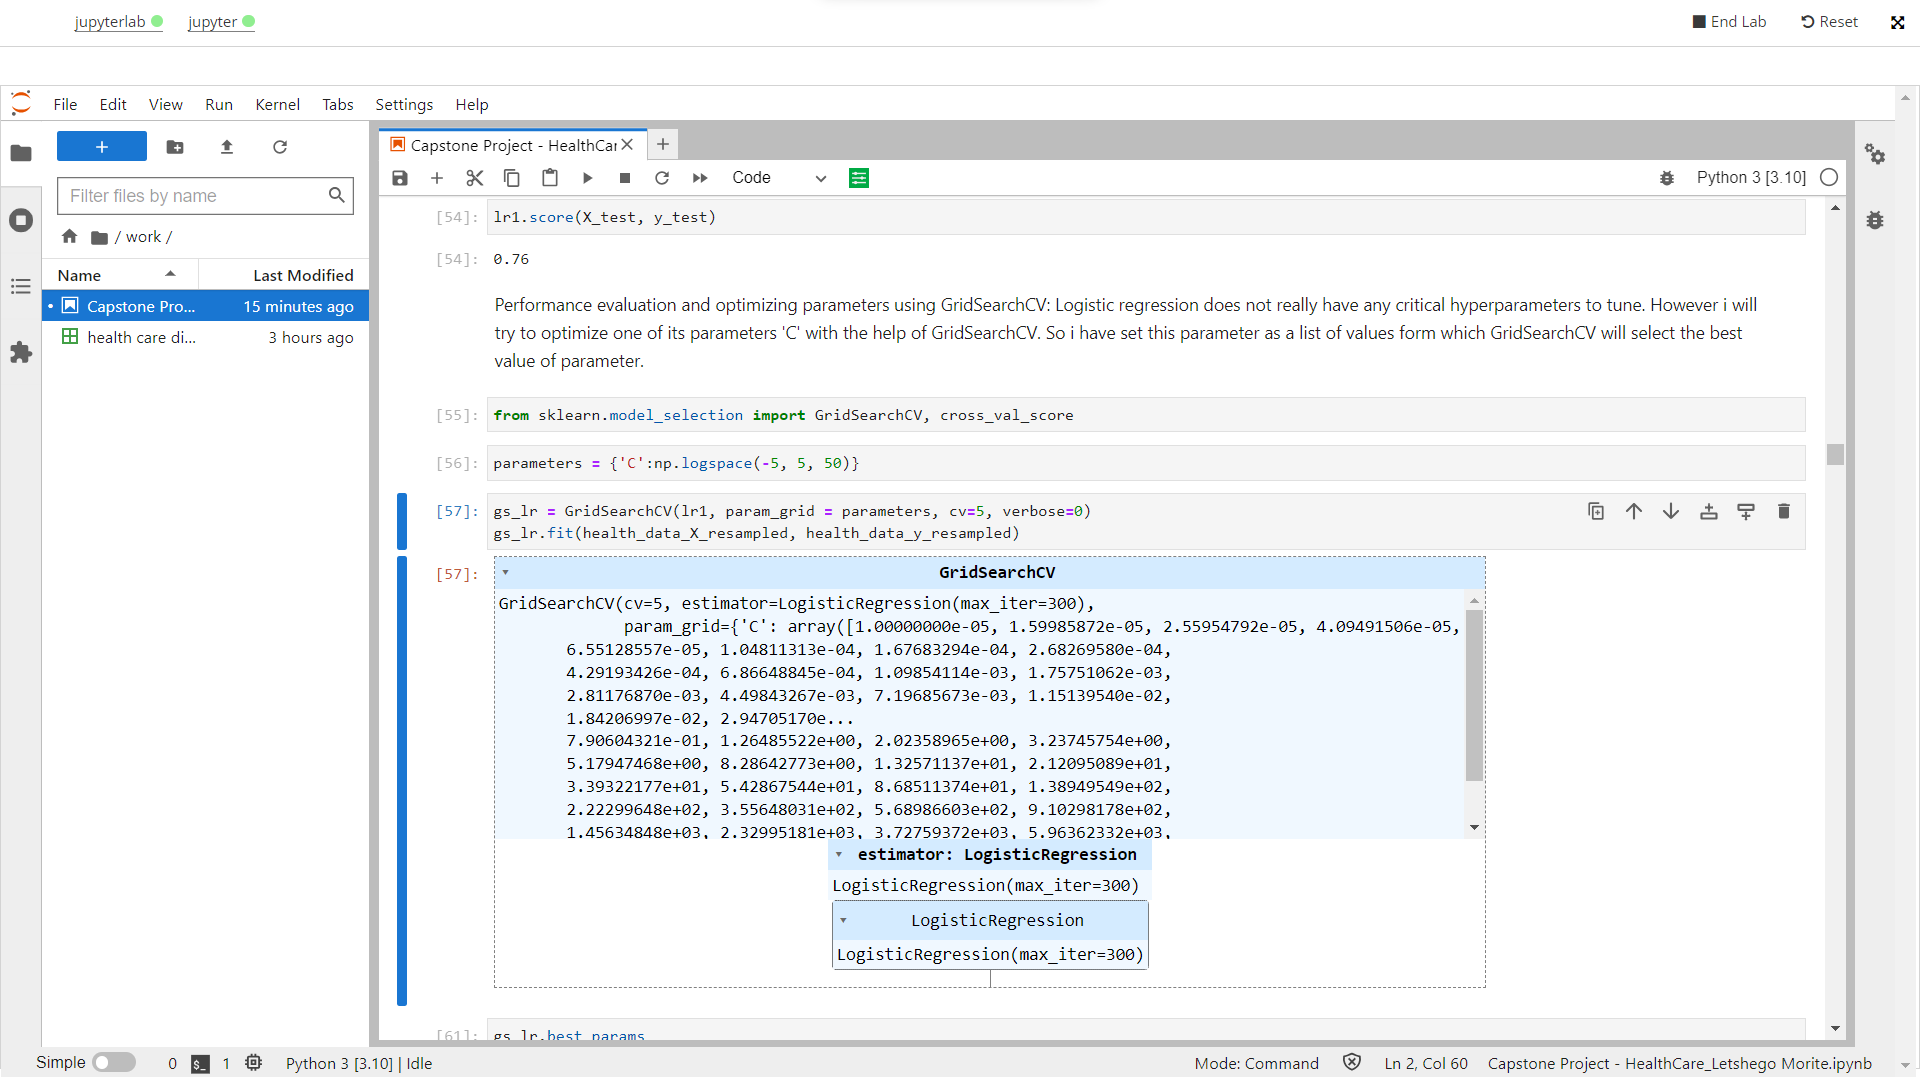 jupyterlab jupyter End Lab Reset
File Edit View Run Kernel Tabs Settings Help
Capstone Project - HealthCar
Filter files by name
Code Python 3 [3.10]
/ work /
Name Last Modified
Capstone Pro... 15 minutes ago
health care di... 3 hours ago
[54]: lr1.score(X_test, y_test)
[54]: 0.76
Performance evaluation and optimizing parameters using GridSearchCV: Logistic regression does not really have any critical hyperparameters to tune. However i will
try to optimize one of its parameters 'C' with the help of GridSearchCV. So i have set this parameter as a list of values form which GridSearchCV will select the best
value of parameter.
[55]: from sklearn.model_selection import GridSearchCV, cross_val_score
[56]: parameters = {'C':np.logspace(-5, 5, 50)}
[57]: gs_lr = GridSearchCV(lr1, param_grid = parameters, cv=5, verbose=0)
gs_lr.fit(health_data_X_resampled, health_data_y_resampled)
[57]: GridSearchCV
GridSearchCV(cv=5, estimator=LogisticRegression(max_iter=300),
param_grid={'C': array([1.00000000e-05, 1.59985872e-05, 2.55954792e-05, 4.09491506e-05,
6.55128557e-05, 1.04811313e-04, 1.67683294e-04, 2.68269580e-04,
4.29193426e-04, 6.86648845e-04, 1.09854114e-03, 1.75751062e-03,
2.81176870e-03, 4.49843267e-03, 7.19685673e-03, 1.15139540e-02,
1.84206997e-02, 2.94705170e...
7.90604321e-01, 1.26485522e+00, 2.02358965e+00, 3.23745754e+00,
5.17947468e+00, 8.28642773e+00, 1.32571137e+01, 2.12095089e+01,
3.39322177e+01, 5.42867544e+01, 8.68511374e+01, 1.38949549e+02,
2.22299648e+02, 3.55648031e+02, 5.68986603e+02, 9.10298178e+02,
1.45634848e+03, 2.32995181e+03, 3.72759372e+03, 5.96362332e+03,
estimator: LogisticRegression
LogisticRegression(max_iter=300)
LogisticRegression
LogisticRegression(max_iter=300)
[61]: gs_lr.best_params_
Simple 0 $_ 1 Python 3 [3.10] | Idle Mode: Command Ln 2, Col 60 Capstone Project - HealthCare_Letshego Morite.ipynb